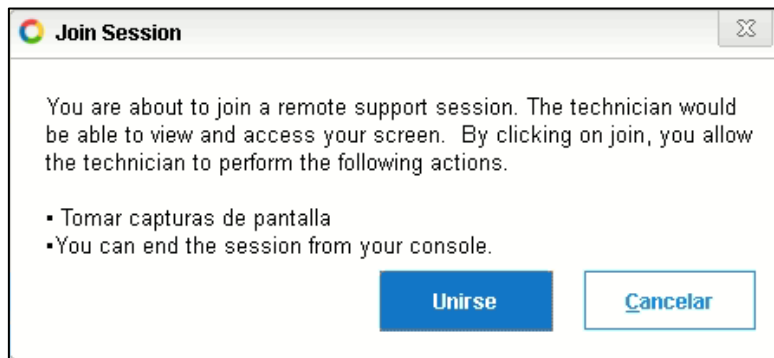 Join Session
You are about to join a remote support session. The technician would
be able to view and access your screen.  By clicking on join, you allow
the technician to perform the following actions.
▪ Tomar capturas de pantalla
▪You can end the session from your console.
Unirse
Cancelar